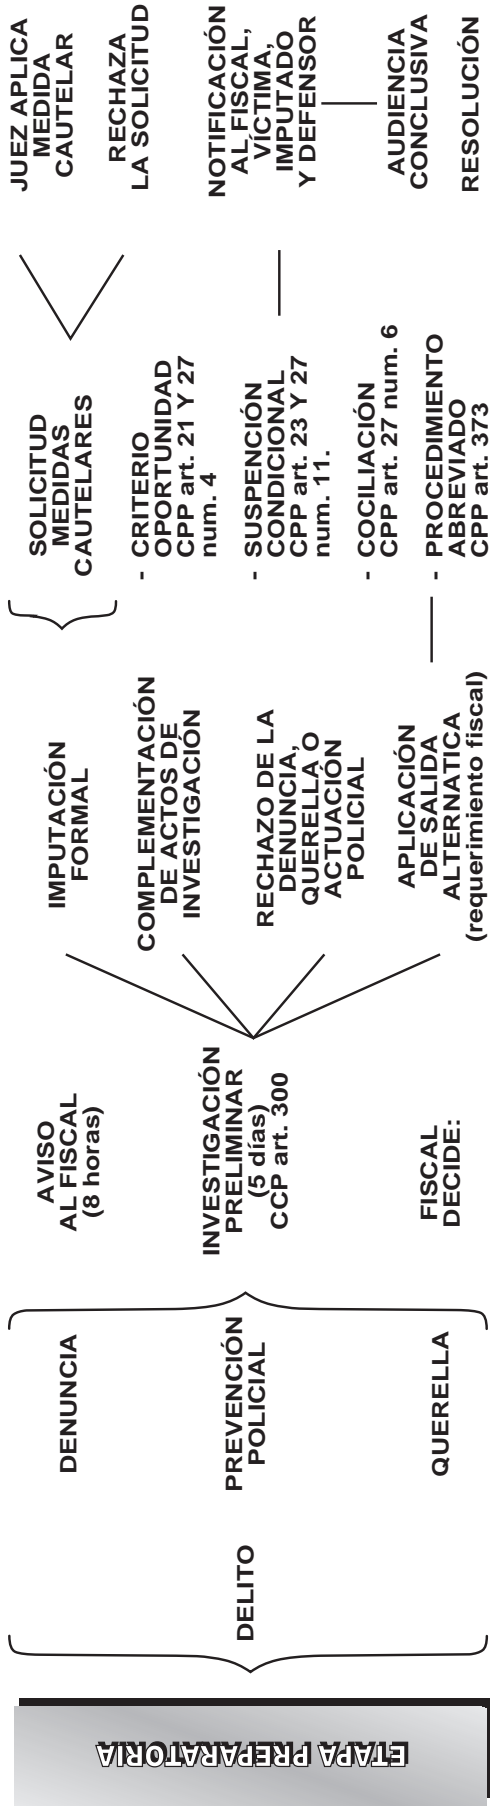 ETAPA PREPARATORIA
DELITO
DENUNCIA
PREVENCIÓN
POLICIAL
QUERELLA
AVISO
AL FISCAL
(8 horas)
INVESTIGACIÓN
PRELIMINAR
(5 días)
CCP art. 300
FISCAL
DECIDE:
IMPUTACIÓN
FORMAL
COMPLEMENTACIÓN
DE ACTOS DE
INVESTIGACIÓN
RECHAZO DE LA
DENUNCIA,
QUERELLA O
ACTUACIÓN
POLICIAL
APLICACIÓN
DE SALIDA
ALTERNATICA
(requerimiento fiscal)
SOLICITUD
MEDIDAS
CAUTELARES
- CRITERIO
OPORTUNIDAD
CPP art. 21 Y 27
num. 4
- SUSPENCIÓN
CONDICIONAL
CPP art. 23 Y 27
num. 11.
- COCILIACIÓN
CPP art. 27 num. 6
- PROCEDIMIENTO
ABREVIADO
CPP art. 373
JUEZ APLICA
MEDIDA
CAUTELAR
RECHAZA
LA SOLICITUD
NOTIFICACIÓN
AL FISCAL,
VÍCTIMA,
IMPUTADO
Y DEFENSOR
AUDIENCIA
CONCLUSIVA
RESOLUCIÓN